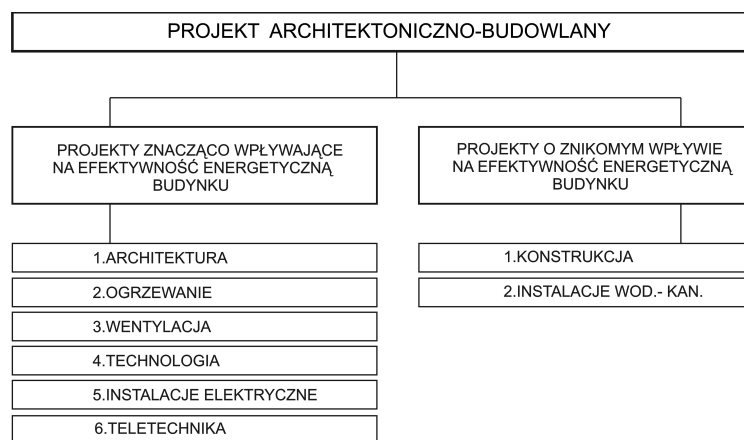 PROJEKT ARCHITEKTONICZNO-BUDOWLANY
PROJEKTY ZNACZĄCO WPŁYWAJĄCE
NA EFEKTYWNOŚĆ ENERGETYCZNĄ
BUDYNKU
1.ARCHITEKTURA
2.OGRZEWANIE
3.WENTYLACJA
4.TECHNOLOGIA
5.INSTALACJE ELEKTRYCZNE
6.TELETECHNIKA
PROJEKTY O ZNIKOMYM WPŁYWIE
NA EFEKTYWNOŚĆ ENERGETYCZNĄ
BUDYNKU
1.KONSTRUKCJA
2.INSTALACJE WOD.- KAN.